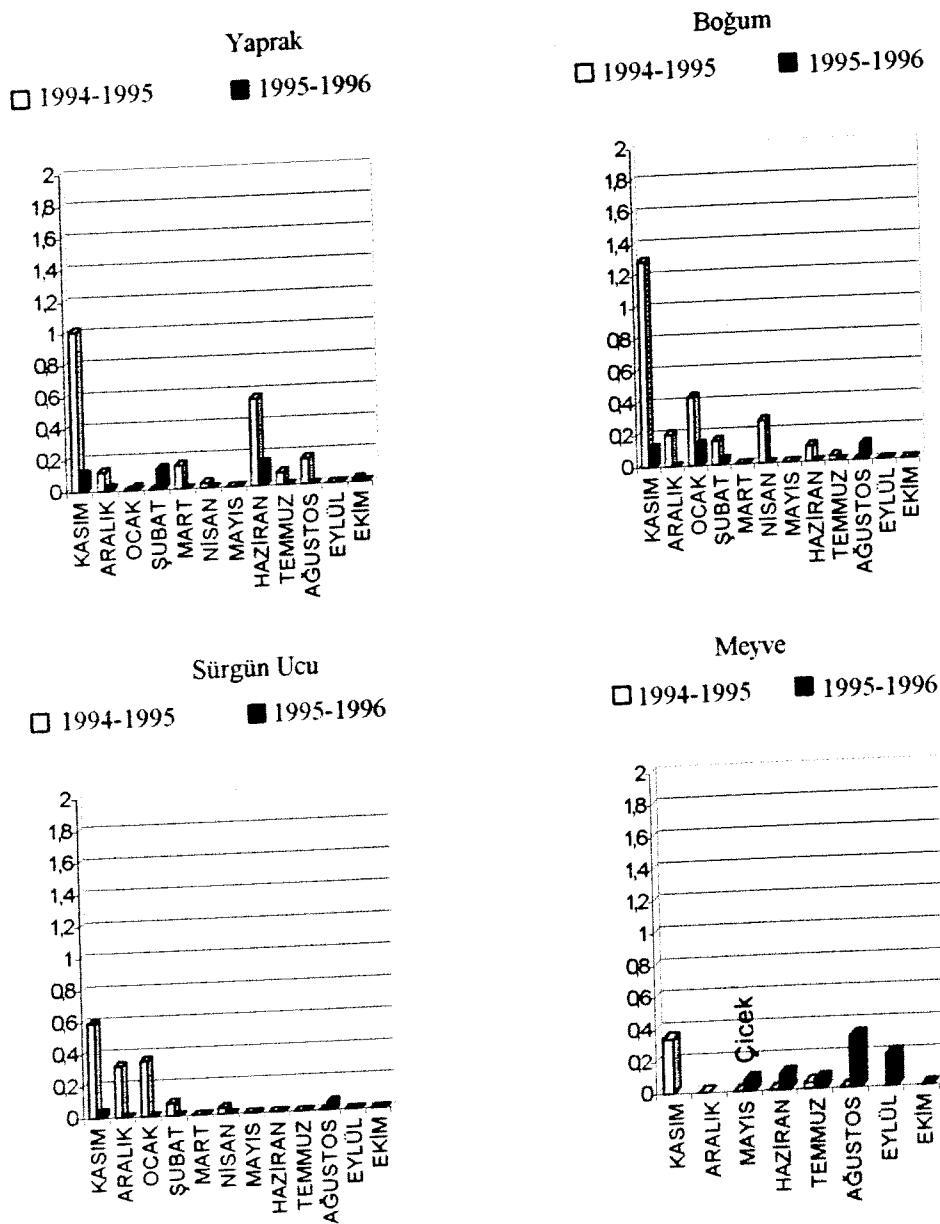 Yaprak
1994-1995 1995-1996
2
1,8
1,6
1,4
1,2
1
0,8
0,6
0,4
0,2
0
KASIM
ARALIK
OCAK
ŞUBAT
MART
NİSAN
MAYIS
HAZİRAN
TEMMUZ
AĞUSTOS
EYLÜL
EKİM
Boğum
1994-1995 1995-1996
2
1,8
1,6
1,4
1,2
1
0,8
0,6
0,4
0,2
0
KASIM
ARALIK
OCAK
ŞUBAT
MART
NİSAN
MAYIS
HAZİRAN
TEMMUZ
AĞUSTOS
EYLÜL
EKİM
Sürgün Ucu
1994-1995 1995-1996
2
1,8
1,6
1,4
1,2
1
0,8
0,6
0,4
0,2
0
KASIM
ARALIK
OCAK
ŞUBAT
MART
NİSAN
MAYIS
HAZİRAN
TEMMUZ
AĞUSTOS
EYLÜL
EKİM
Meyve
1994-1995 1995-1996
2
1,8
1,6
1,4
1,2
1
0,8
0,6
0,4
0,2
0
Çicek
KASIM
ARALIK
MAYIS
HAZİRAN
TEMMUZ
AĞUSTOS
EYLÜL
EKİM